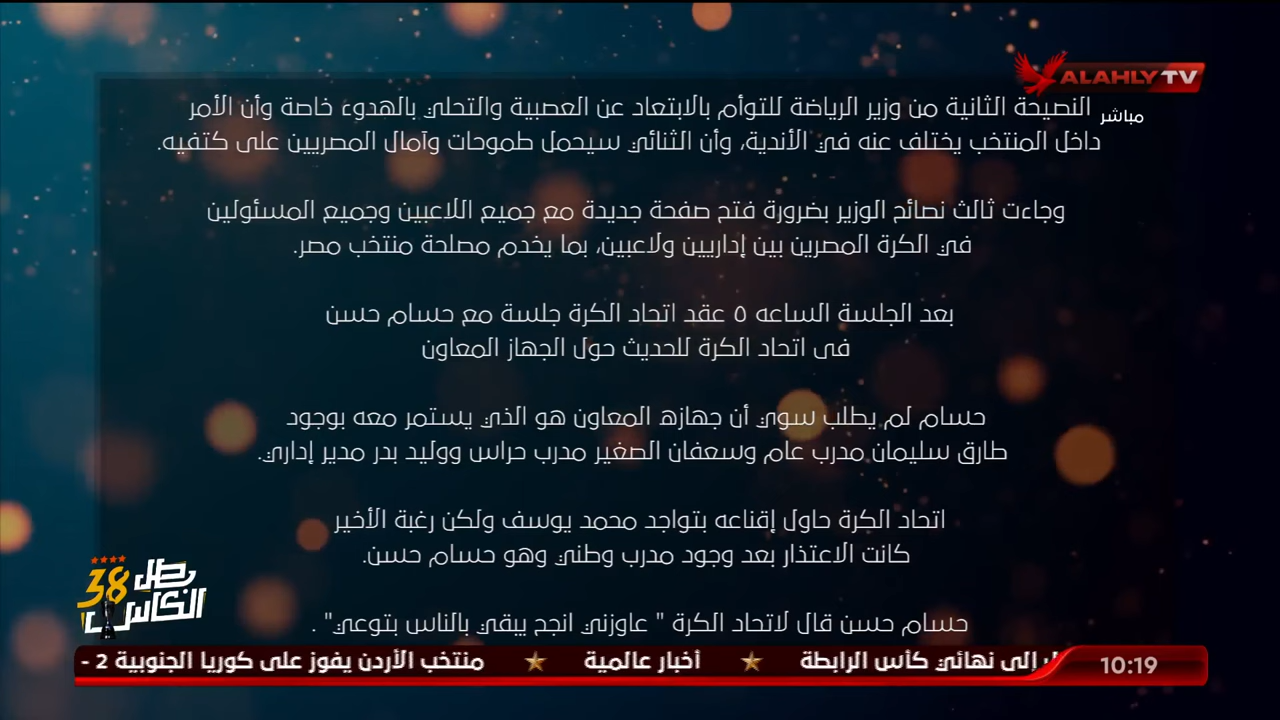 ALAHLY TV
مباشر
النصيحة الثانية من وزير الرياضة للتوأم بالابتعاد عن العصبية والتحلي بالهدوء خاصة وأن الأمر
داخل المنتخب يختلف عنه في الأندية، وأن الثنائي سيحمل طموحات وآمال المصريين على كتفيه.
وجاءت ثالث نصائح الوزير بضرورة فتح صفحة جديدة مع جميع اللاعبين وجميع المسئولين
في الكرة المصرين بين إداريين ولاعبين، بما يخدم مصلحة منتخب مصر.
بعد الجلسة الساعه ٥ عقد اتحاد الكرة جلسة مع حسام حسن
فى اتحاد الكرة للحديث حول الجهاز المعاون
حسام لم يطلب سوي أن جهازه المعاون هو الذي يستمر معه بوجود
طارق سليمان مدرب عام وسعفان الصغير مدرب حراس ووليد بدر مدير إداري.
اتحاد الكرة حاول إقناعه بتواجد محمد يوسف ولكن رغبة الأخير
كانت الاعتذار بعد وجود مدرب وطني وهو حسام حسن.
حسام حسن قال لاتحاد الكرة " عاوزني انجح يبقي بالناس بتوعي" .
بطل
الكاس 38
إلى نهائي كأس الرابطة ★ أخبار عالمية ★ منتخب الأردن يفوز على كوريا الجنوبية 2 -
10:19